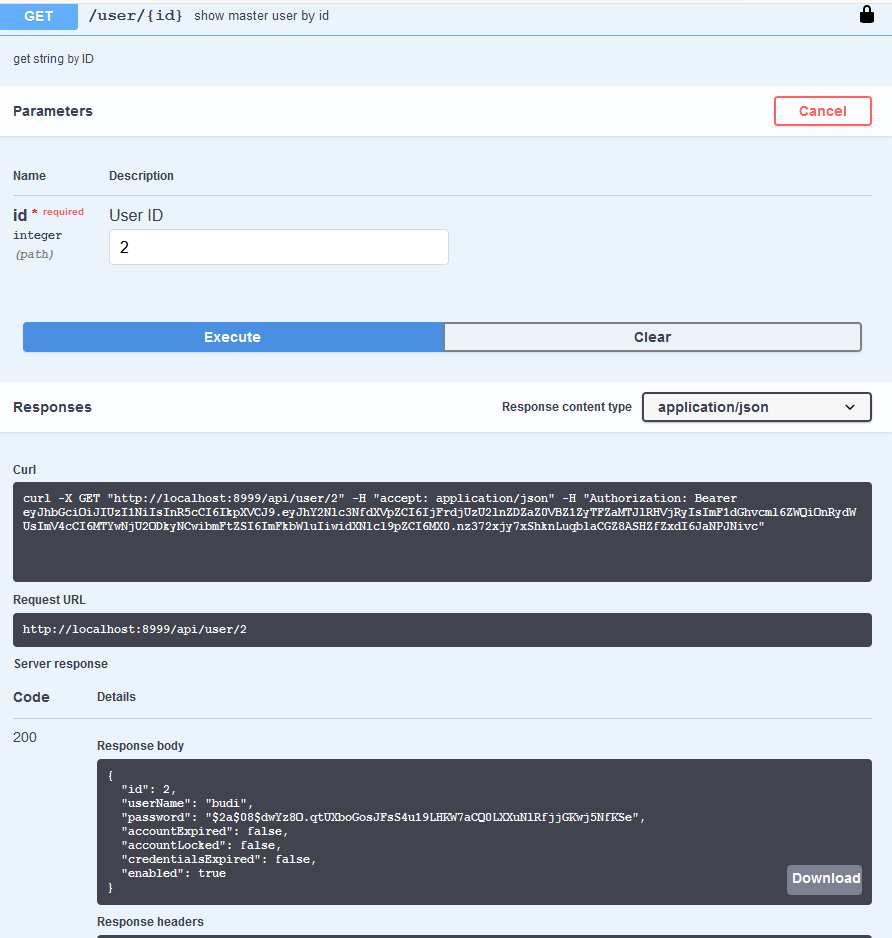 GET /user/{id} show master user by id
get string by ID
Parameters
Cancel
Name Description
id * required
User ID
integer
(path)
2
Execute Clear
Responses Response content type application/json
Curl
curl -X GET "http://localhost:8999/api/user/2" -H "accept: application/json" -H "Authorization: Bearer
eyJhbGciOiJIUzI1NiIsInR5cCI6IkpXVCJ9.eyJhY2Nlc3NfdXVpZCI6IjFrdjUzU2lnZDZaZ0VBZ1ZyTFZaMTJlRHVjRyIsImF1dGhvcml6ZWQiOnRydW
UsImV4cCI6MTYwNjU2ODkyNCwibmFtZSI6ImFkbWluIiwidXNlcl9pZCI6MX0.nz372xjy7xShknLuqblaCGZ8ASHZfZxdI6JaNPJNivc"
Request URL
http://localhost:8999/api/user/2
Server response
Code Details
200
Response body
{
"id": 2,
"userName": "budi",
"password": "$2a$08$dwYz8O.qtUXboGosJFsS4u19LHKW7aCQ0LXXuNlRfjjGKwj5NfKSe",
"accountExpired": false,
"accountLocked": false,
"credentialsExpired": false,
"enabled": true
}
Download
Response headers